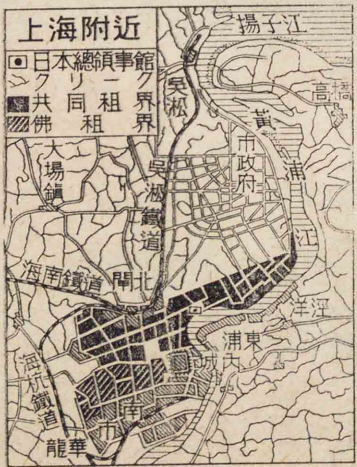 上海附近
日本總領事館
クリーク
共同租界
佛租界
揚子江
高橋
吳淞
黃浦江
市政府
大場鎮
吳淞鐵道
海南鐵道
閘北
洋涇
浦東
城內
海杭鐵道
南市
龍華